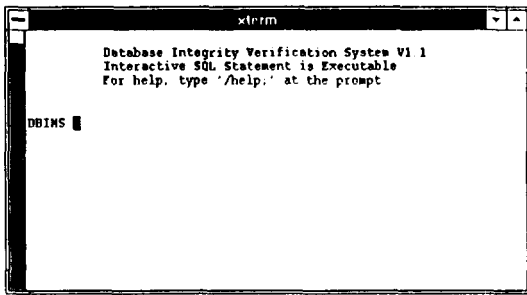 xterm
Database Integrity Verification System V1.1
Interactive SQL Statement is Executable
For help, type '/help;' at the prompt
DBIMS